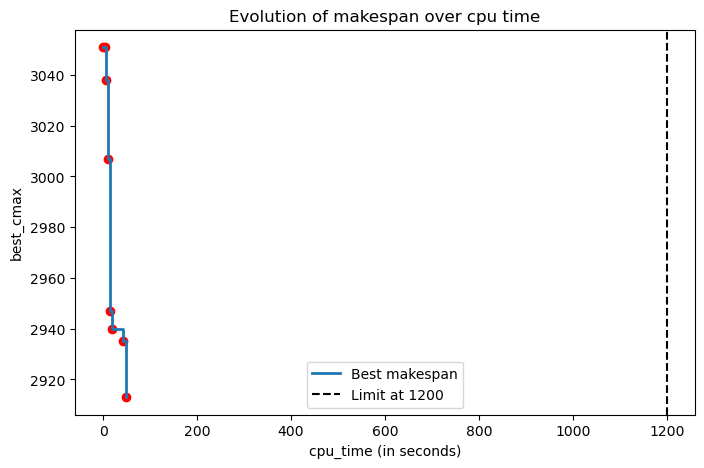 Evolution of makespan over cpu time
best_cmax
3040
3020
3000
2980
2960
2940
2920
Best makespan
Limit at 1200
0
200
400
600
800
1000
1200
cpu_time (in seconds)